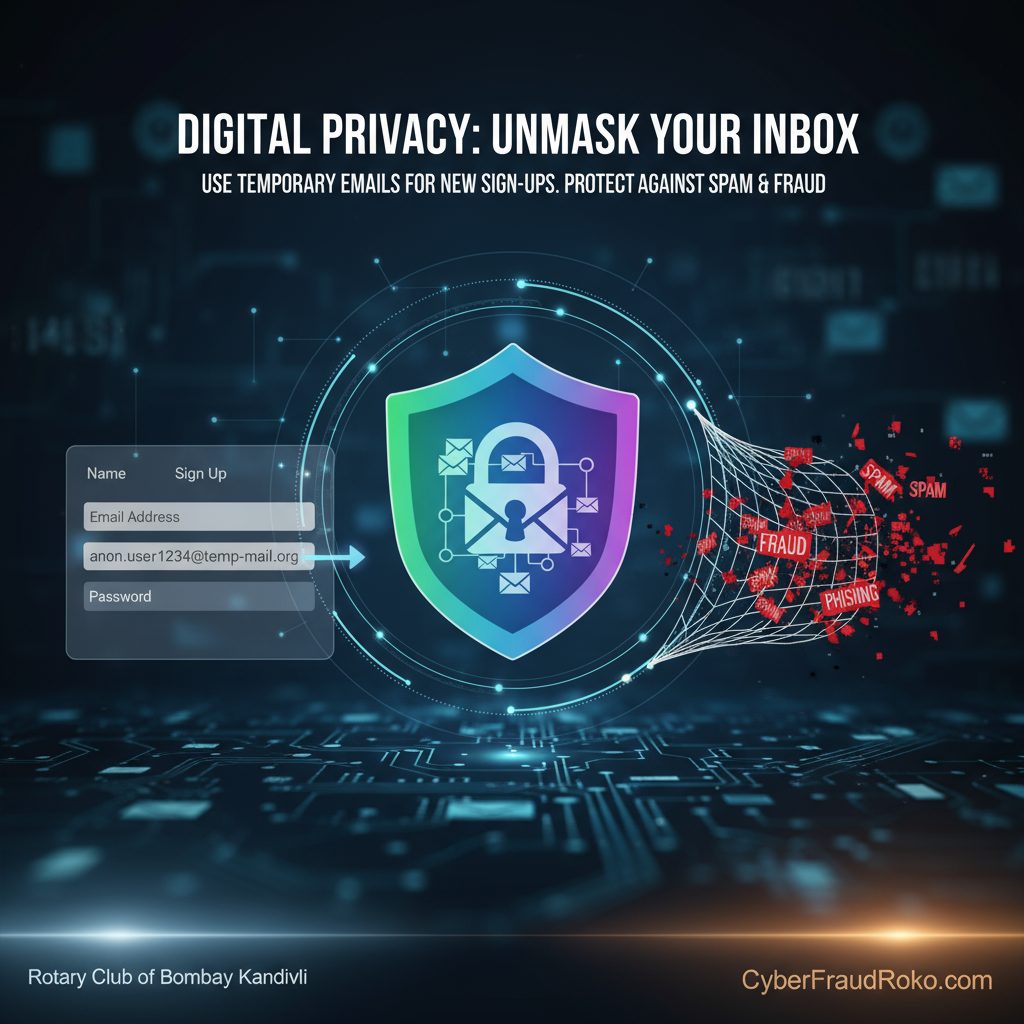 DIGITAL PRIVACY: UNMASK YOUR INBOX
USE TEMPORARY EMAILS FOR NEW SIGN-UPS. PROTECT AGAINST SPAM & FRAUD
Name Sign Up
Email Address
anon.user1234@temp-mail.org
Password
SPAM
SPAM
FRAUD
PHISIING
Rotary Club of Bombay Kandivli
CyberFraudRoko.com